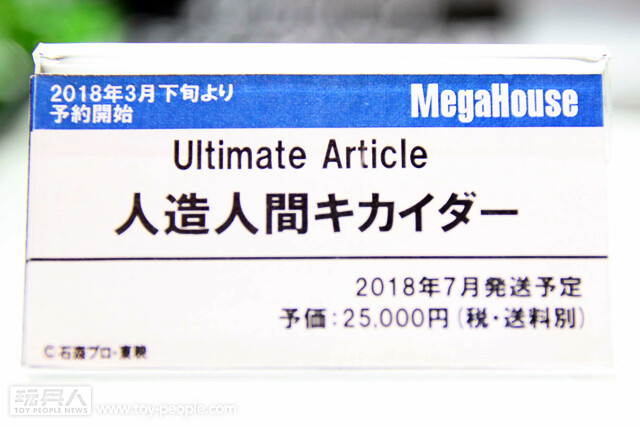 2018年3月下旬より
予約開始
MegaHouse
Ultimate Article
人造人間キカイダー
2018年7月発送予定
予価:25,000円(税・送料別)
©石森プロ・東映
玩具人
TOY PEOPLE NEWS
www.toy-people.com